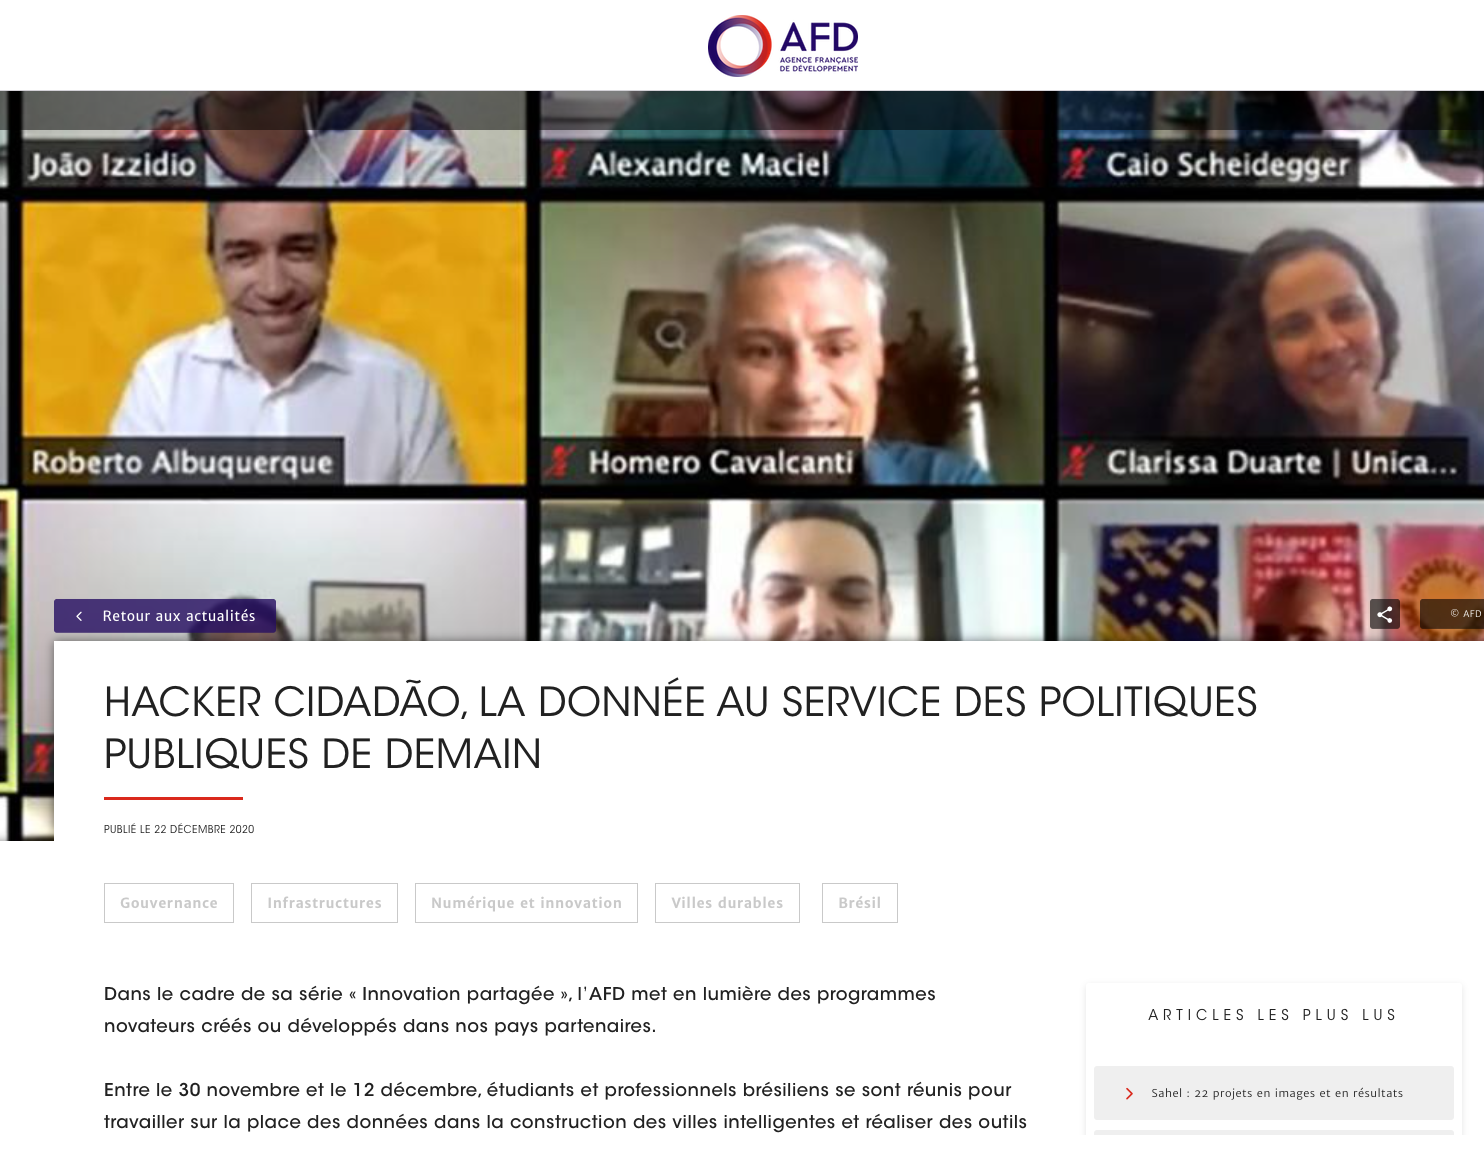 AFD
AGENCE FRANÇAISE
DE DÉVELOPPEMENT
João Izzidio
Alexandre Maciel
Caio Scheidegger
Roberto Albuquerque
Homero Cavalcanti
Clarissa Duarte | Unica...
Retour aux actualités
© AFD
HACKER CIDADÃO, LA DONNÉE AU SERVICE DES POLITIQUES
PUBLIQUES DE DEMAIN
PUBLIÉ LE 22 DÉCEMBRE 2020
Gouvernance
Infrastructures
Numérique et innovation
Villes durables
Brésil
Dans le cadre de sa série « Innovation partagée », l’AFD met en lumière des programmes
novateurs créés ou développés dans nos pays partenaires.
Entre le 30 novembre et le 12 décembre, étudiants et professionnels brésiliens se sont réunis pour
travailler sur la place des données dans la construction des villes intelligentes et réaliser des outils
ARTICLES LES PLUS LUS
Sahel : 22 projets en images et en résultats